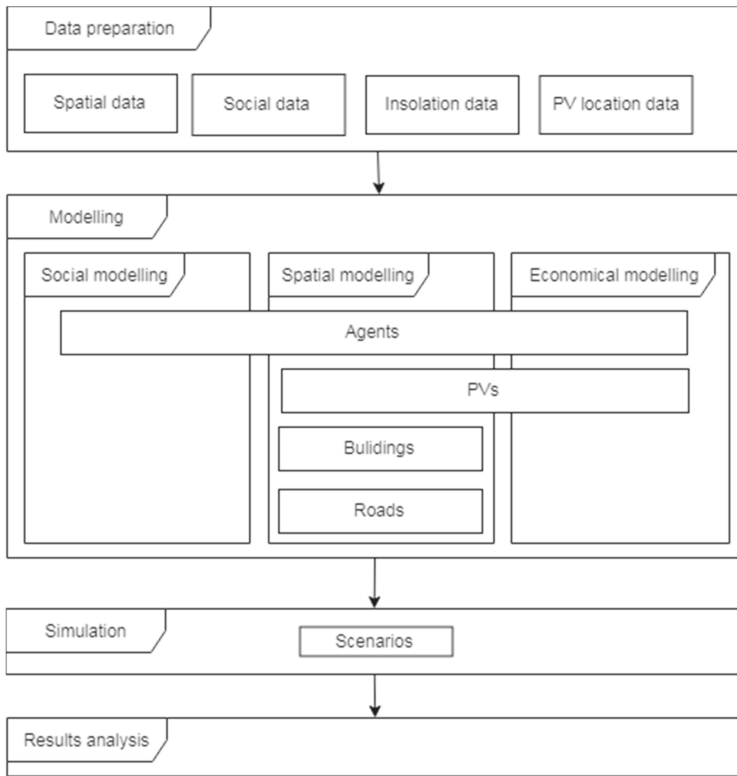 Data preparation
Spatial data
Social data
Insolation data
PV location data
Modelling
Social modelling
Spatial modelling
Economical modelling
Agents
PVs
Bulidings
Roads
Simulation
Scenarios
Results analysis